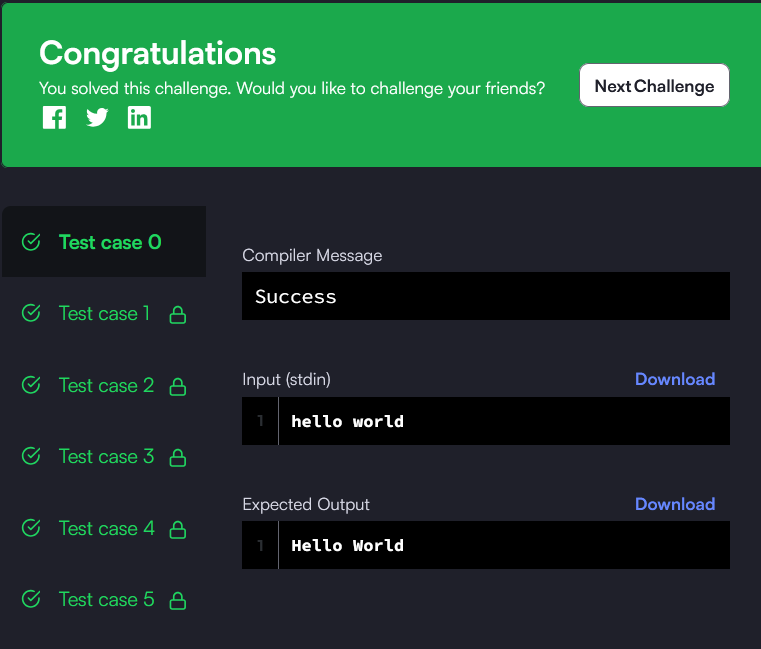 Congratulations
You solved this challenge. Would you like to challenge your friends?
Next Challenge
Test case 0
Test case 1
Test case 2
Test case 3
Test case 4
Test case 5
Compiler Message
Success
Input (stdin)
Download
1 hello world
Expected Output
Download
1 Hello World